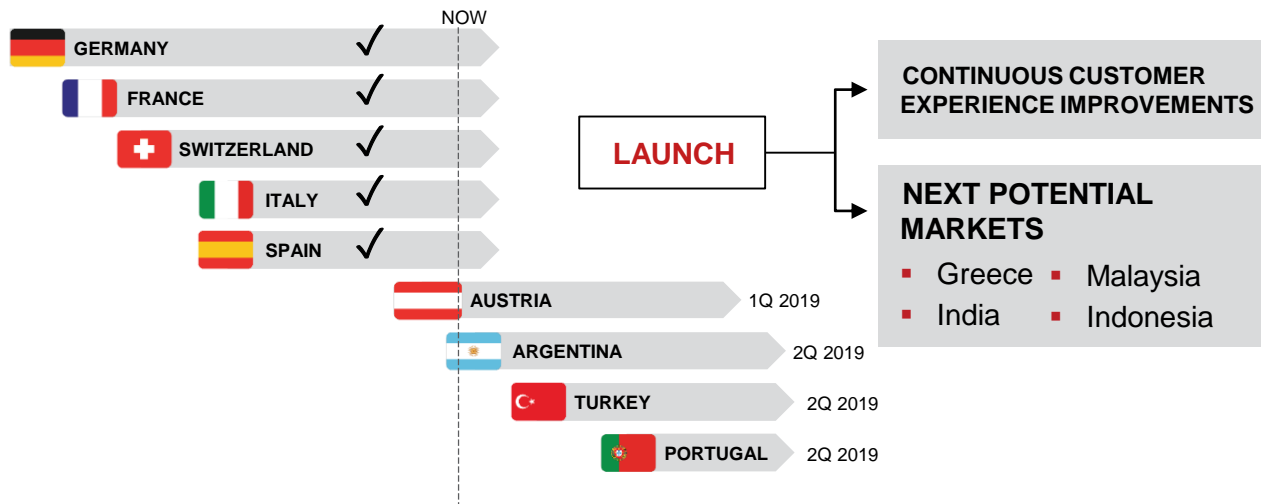 NOW
GERMANY
FRANCE
SWITZERLAND
ITALY
SPAIN
AUSTRIA
1Q 2019
ARGENTINA
2Q 2019
TURKEY
2Q 2019
PORTUGAL
2Q 2019
LAUNCH
CONTINUOUS CUSTOMER
EXPERIENCE IMPROVEMENTS
NEXT POTENTIAL
MARKETS
▪ Greece ▪ Malaysia
▪ India ▪ Indonesia